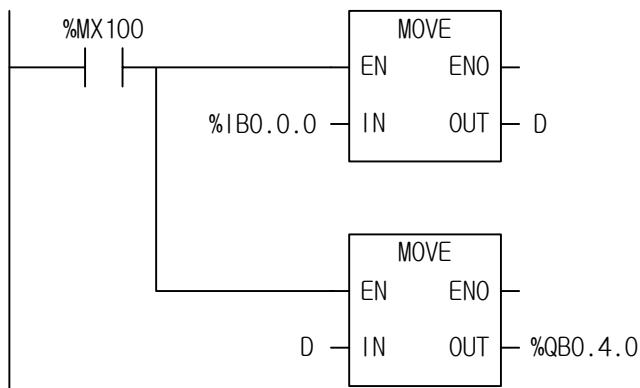 %MX100
MOVE
EN ENO
%IB0.0.0 IN OUT D
MOVE
EN ENO
D IN OUT %QB0.4.0